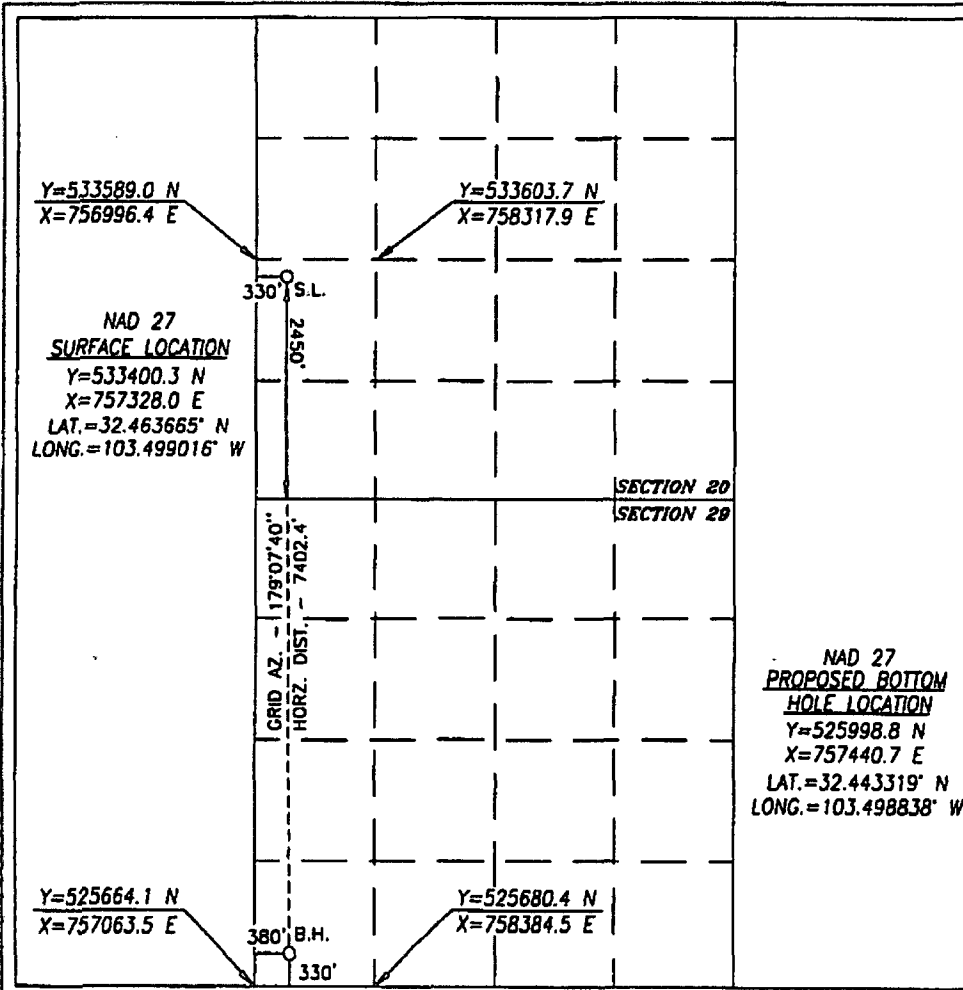 Y=533589.0 N
X=756996.4 E
Y=533603.7 N
X=758317.9 E
330' S.L.
2450'
NAD 27
SURFACE LOCATION
Y=533400.3 N
X=757328.0 E
LAT.=32.463665° N
LONG.=103.499016° W
SECTION 20
SECTION 29
GRID AZ. - 179°07'40"
HORZ. DIST. - 7402.4'
NAD 27
PROPOSED BOTTOM
HOLE LOCATION
Y=525998.8 N
X=757440.7 E
LAT.=32.443319° N
LONG.=103.498838° W
Y=525664.1 N
X=757063.5 E
Y=525680.4 N
X=758384.5 E
380' B.H.
330'